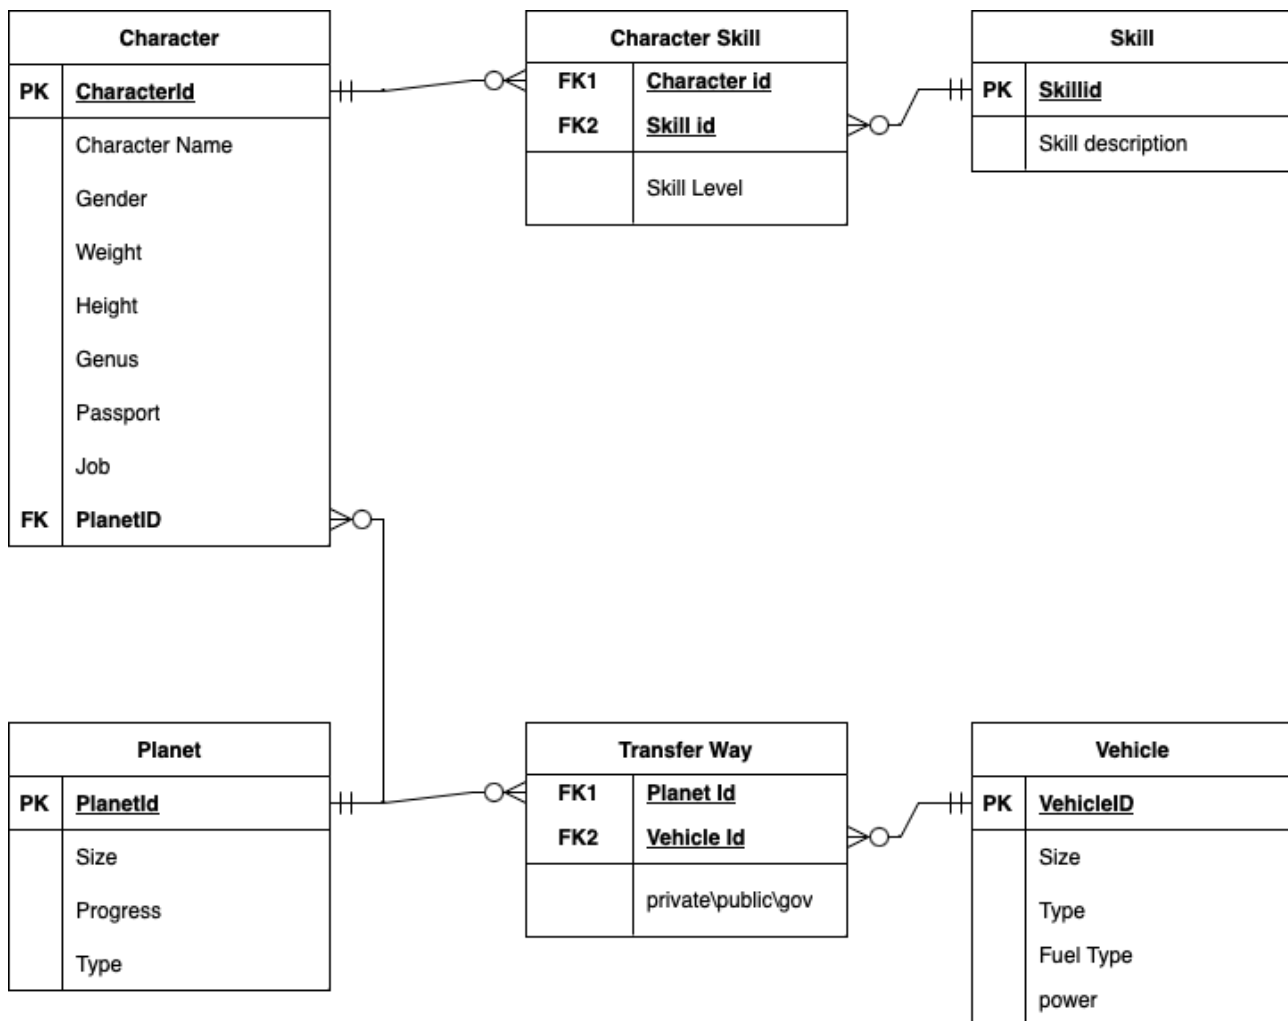 Character
PK CharacterId
Character Name
Gender
Weight
Height
Genus
Passport
Job
FK PlanetID
Character Skill
FK1 Character id
FK2 Skill id
Skill Level
Skill
PK Skillid
Skill description
Planet
PK PlanetId
Size
Progress
Type
Transfer Way
FK1 Planet Id
FK2 Vehicle Id
private\public\gov
Vehicle
PK VehicleID
Size
Type
Fuel Type
power